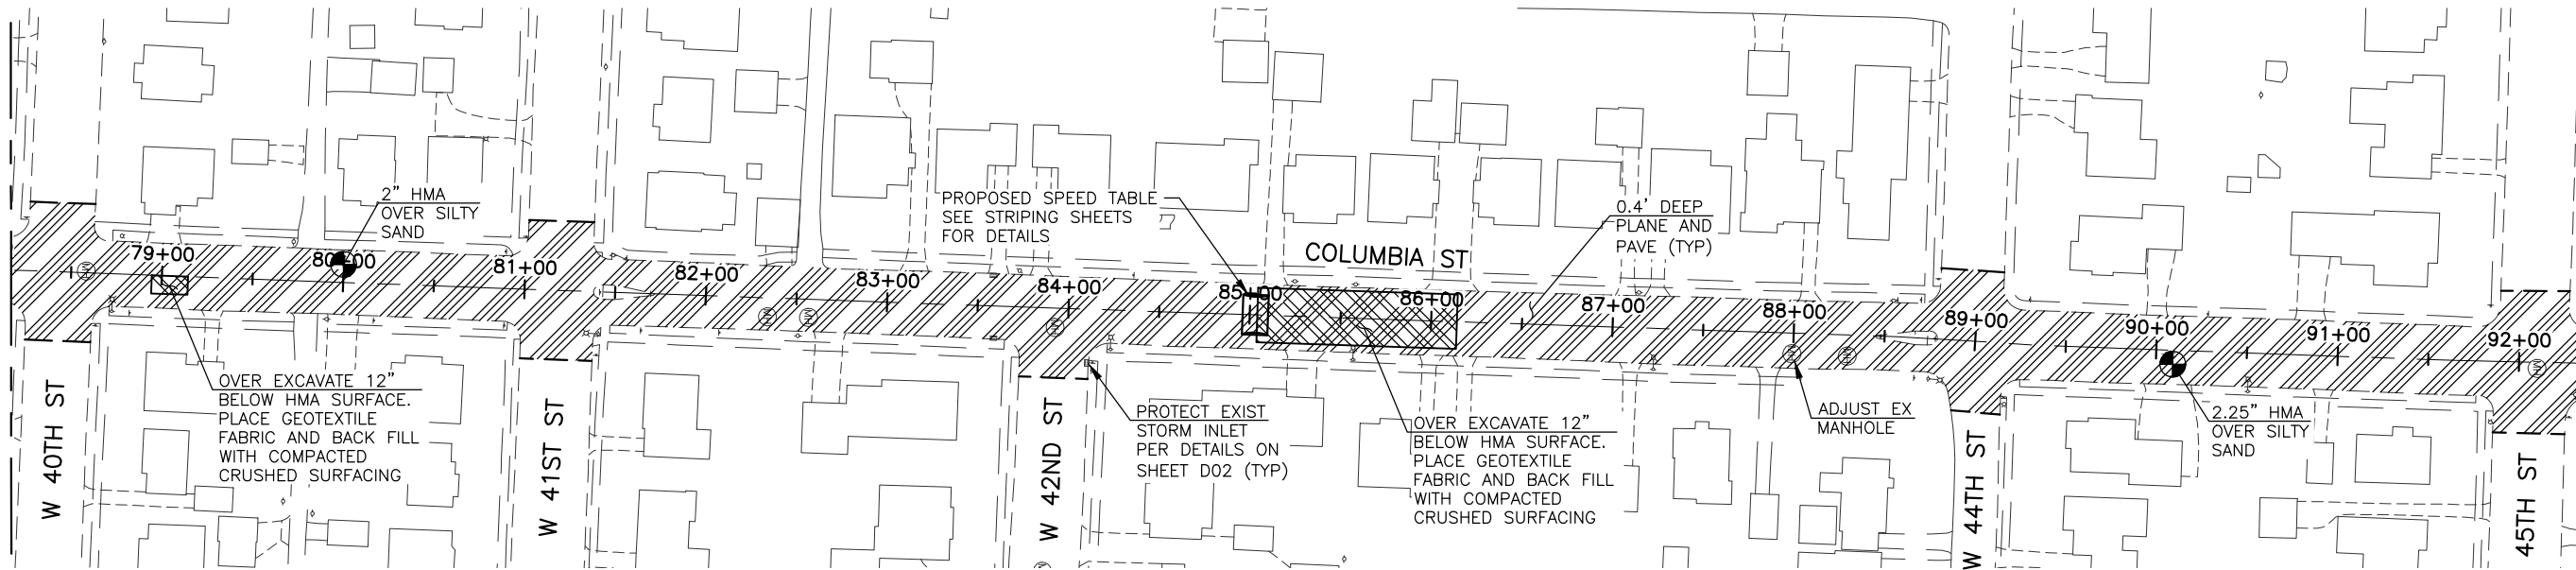 2" HMA
OVER SILTY
SAND
PROPOSED SPEED TABLE
SEE STRIPING SHEETS
FOR DETAILS
0.4' DEEP
PLANE AND
PAVE (TYP)
COLUMBIA ST
79+00
80+00
81+00
82+00
83+00
84+00
85+00
86+00
87+00
88+00
89+00
90+00
91+00
92+00
OVER EXCAVATE 12"
BELOW HMA SURFACE.
PLACE GEOTEXTILE
FABRIC AND BACK FILL
WITH COMPACTED
CRUSHED SURFACING
PROTECT EXIST
STORM INLET
PER DETAILS ON
SHEET D02 (TYP)
OVER EXCAVATE 12"
BELOW HMA SURFACE.
PLACE GEOTEXTILE
FABRIC AND BACK FILL
WITH COMPACTED
CRUSHED SURFACING
ADJUST EX
MANHOLE
2.25" HMA
OVER SILTY
SAND
W 40TH ST
W 41ST ST
W 42ND ST
W 44TH ST
45TH ST